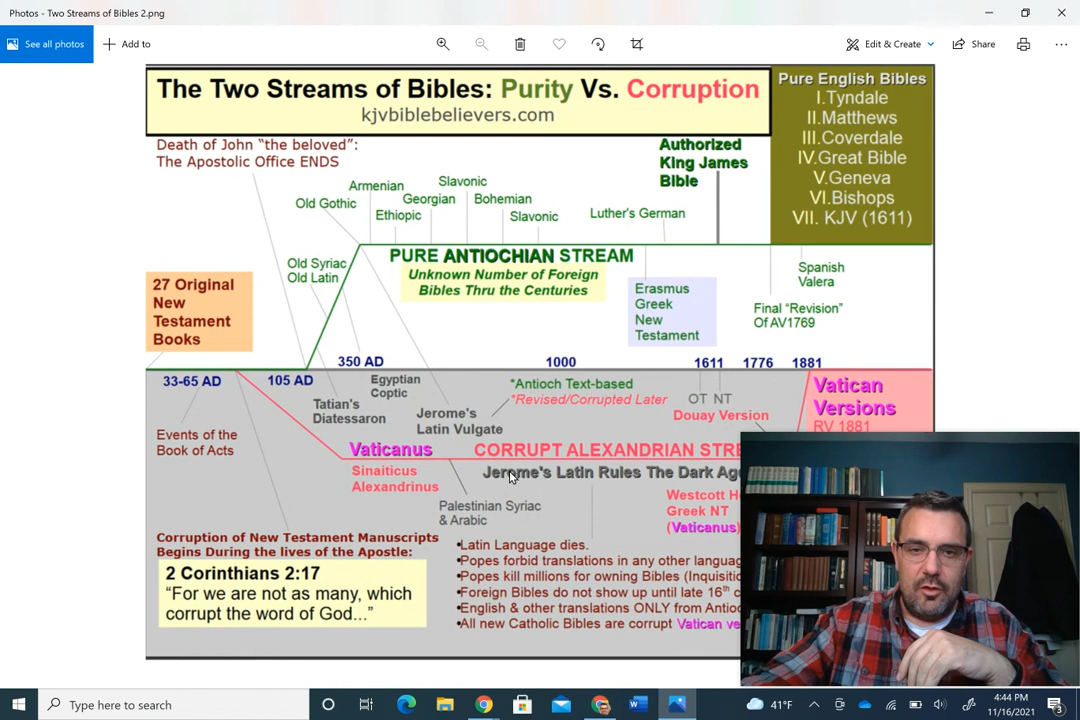 Photos - Two Streams of Bibles 2.png
See all photos
Add to
Edit & Create
Share
The Two Streams of Bibles: Purity Vs. Corruption
kjvbiblebelievers.com
Pure English Bibles
I.Tyndale
II.Matthews
III.Coverdale
IV.Great Bible
V.Geneva
VI.Bishops
VII. KJV (1611)
Death of John “the beloved”:
The Apostolic Office ENDS
Authorized
King James
Bible
Old Gothic
Armenian
Ethiopic
Georgian
Slavonic
Bohemian
Slavonic
Luther's German
Old Syriac
Old Latin
PURE ANTIOCHIAN STREAM
Unknown Number of Foreign
Bibles Thru the Centuries
27 Original
New
Testament
Books
Erasmus
Greek
New
Testament
Spanish
Valera
Final “Revision”
Of AV1769
33-65 AD
105 AD
350 AD
1000
1611
1776
1881
Events of the
Book of Acts
Tatian's
Diatessaron
Egyptian
Coptic
Jerome's
Latin Vulgate
*Antioch Text-based
*Revised/Corrupted Later
OT NT
Douay Version
Vatican
Versions
RV 1881
Vaticanus
CORRUPT ALEXANDRIAN STRE
Sinaiticus
Alexandrinus
Jerome's Latin Rules The Dark Age
Palestinian Syriac
& Arabic
Westcott H
Greek NT
(Vaticanus)
Corruption of New Testament Manuscripts
Begins During the lives of the Apostle:
2 Corinthians 2:17
“For we are not as many, which
corrupt the word of God...”
•Latin Language dies.
•Popes forbid translations in any other languag
•Popes kill millions for owning Bibles (Inquisitio
•Foreign Bibles do not show up until late 16th c
•English & other translations ONLY from Antioc
•All new Catholic Bibles are corrupt Vatican ve
Type here to search
41°F
4:44 PM
11/16/2021
3